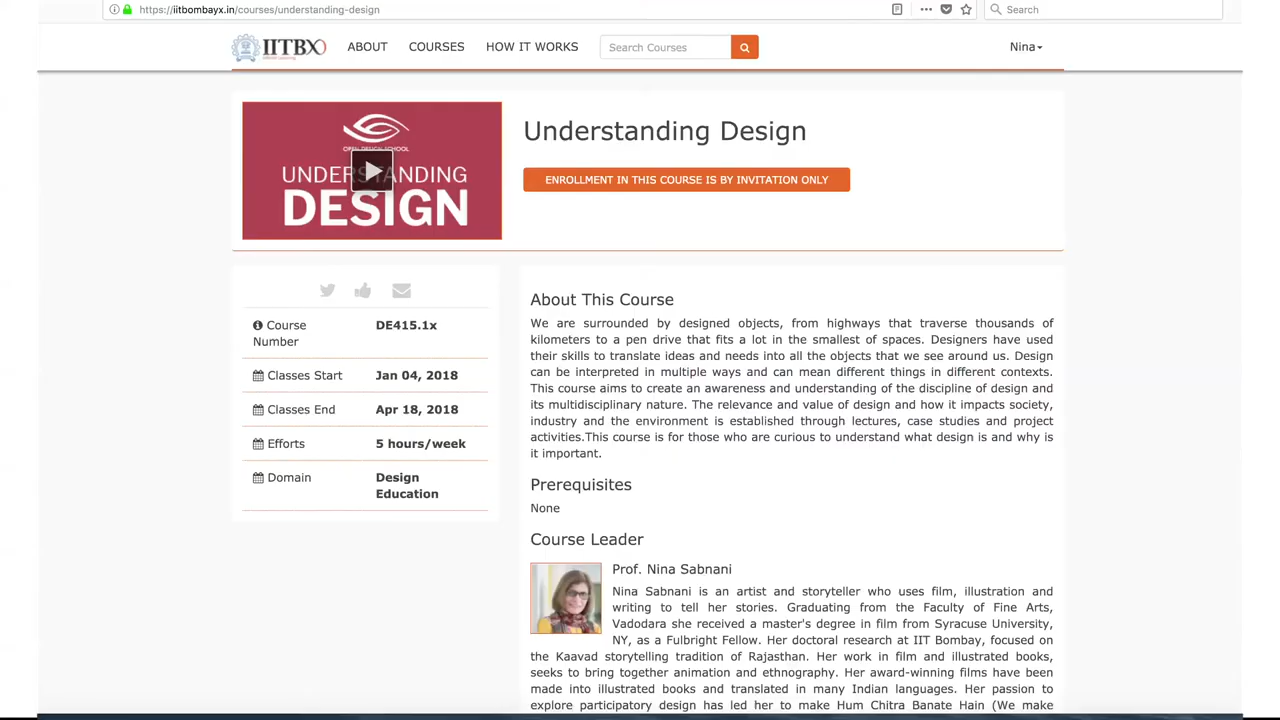 https://iitbombayx.in/courses/understanding-design
Search
IITBX
ABOUT
COURSES
HOW IT WORKS
Search Courses
Nina
OPEN DESIGN SCHOOL
UNDERSTANDING
DESIGN
Understanding Design
ENROLLMENT IN THIS COURSE IS BY INVITATION ONLY
Course Number DE415.1x
Classes Start Jan 04, 2018
Classes End Apr 18, 2018
Efforts 5 hours/week
Domain Design Education
About This Course
We are surrounded by designed objects, from highways that traverse thousands of
kilometers to a pen drive that fits a lot in the smallest of spaces. Designers have used
their skills to translate ideas and needs into all the objects that we see around us. Design
can be interpreted in multiple ways and can mean different things in different contexts.
This course aims to create an awareness and understanding of the discipline of design and
its multidisciplinary nature. The relevance and value of design and how it impacts society,
industry and the environment is established through lectures, case studies and project
activities.This course is for those who are curious to understand what design is and why is
it important.
Prerequisites
None
Course Leader
Prof. Nina Sabnani
Nina Sabnani is an artist and storyteller who uses film, illustration and
writing to tell her stories. Graduating from the Faculty of Fine Arts,
Vadodara she received a master's degree in film from Syracuse University,
NY, as a Fulbright Fellow. Her doctoral research at IIT Bombay, focused on
the Kaavad storytelling tradition of Rajasthan. Her work in film and illustrated books,
seeks to bring together animation and ethnography. Her award-winning films have been
made into illustrated books and translated in many Indian languages. Her passion to
explore participatory design has led her to make Hum Chitra Banate Hain (We make